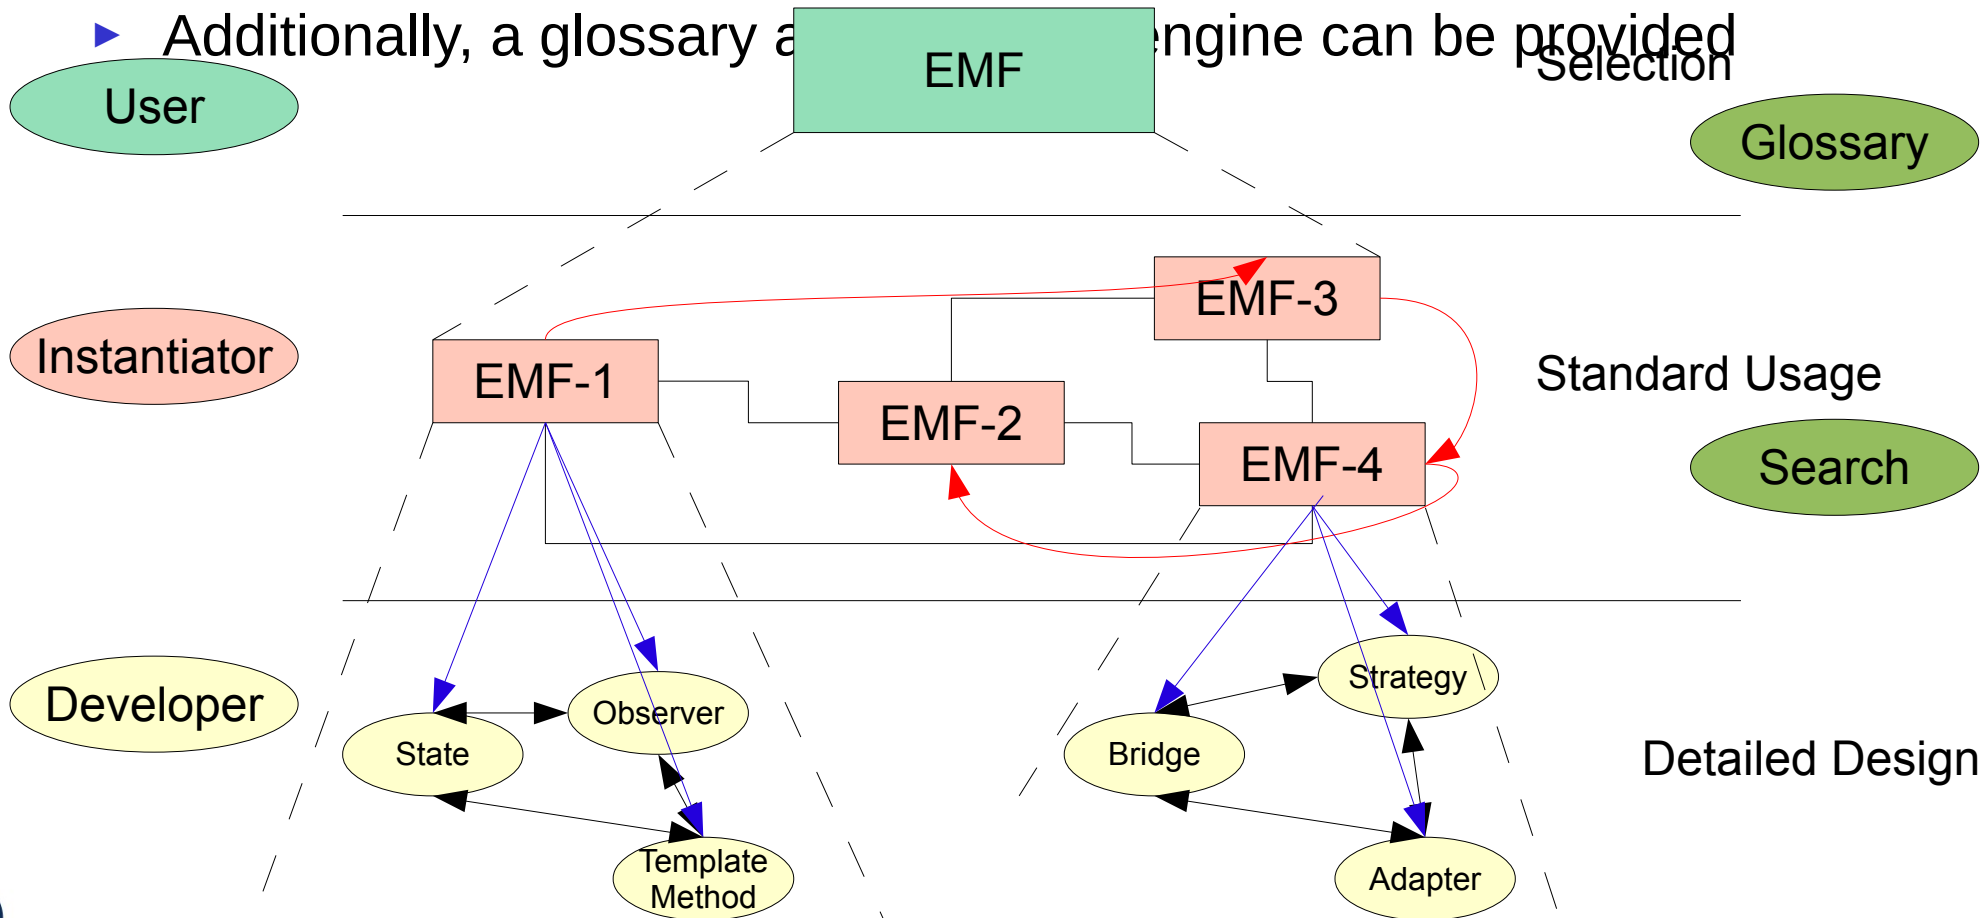 ► Additionally, a glossary a engine can be provided
EMF
Selection
User
Glossary
EMF-3
Instantiator
EMF-1
Standard Usage
EMF-2
EMF-4
Search
Strategy
Developer
Observer
State
Bridge
Detailed Design
Template
Method
Adapter